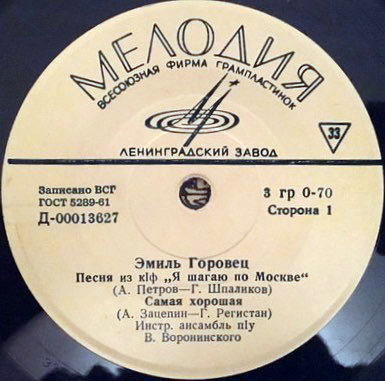 МЕЛОДИЯ
ВСЕСОЮЗНАЯ ФИРМА ГРАМПЛАСТИНОК
33
ЛЕНИНГРАДСКИЙ ЗАВОД
Записано ВСГ
ГОСТ 5289-61
Д-00013627
3 гр 0-70
Сторона 1
Эмиль Горовец
Песня из к|ф „Я шагаю по Москве“
(А. Петров—Г. Шпаликов)
Самая хорошая
(А. Зацепин—Г. Регистан)
Инстр. ансамбль п|у
В. Воронинского